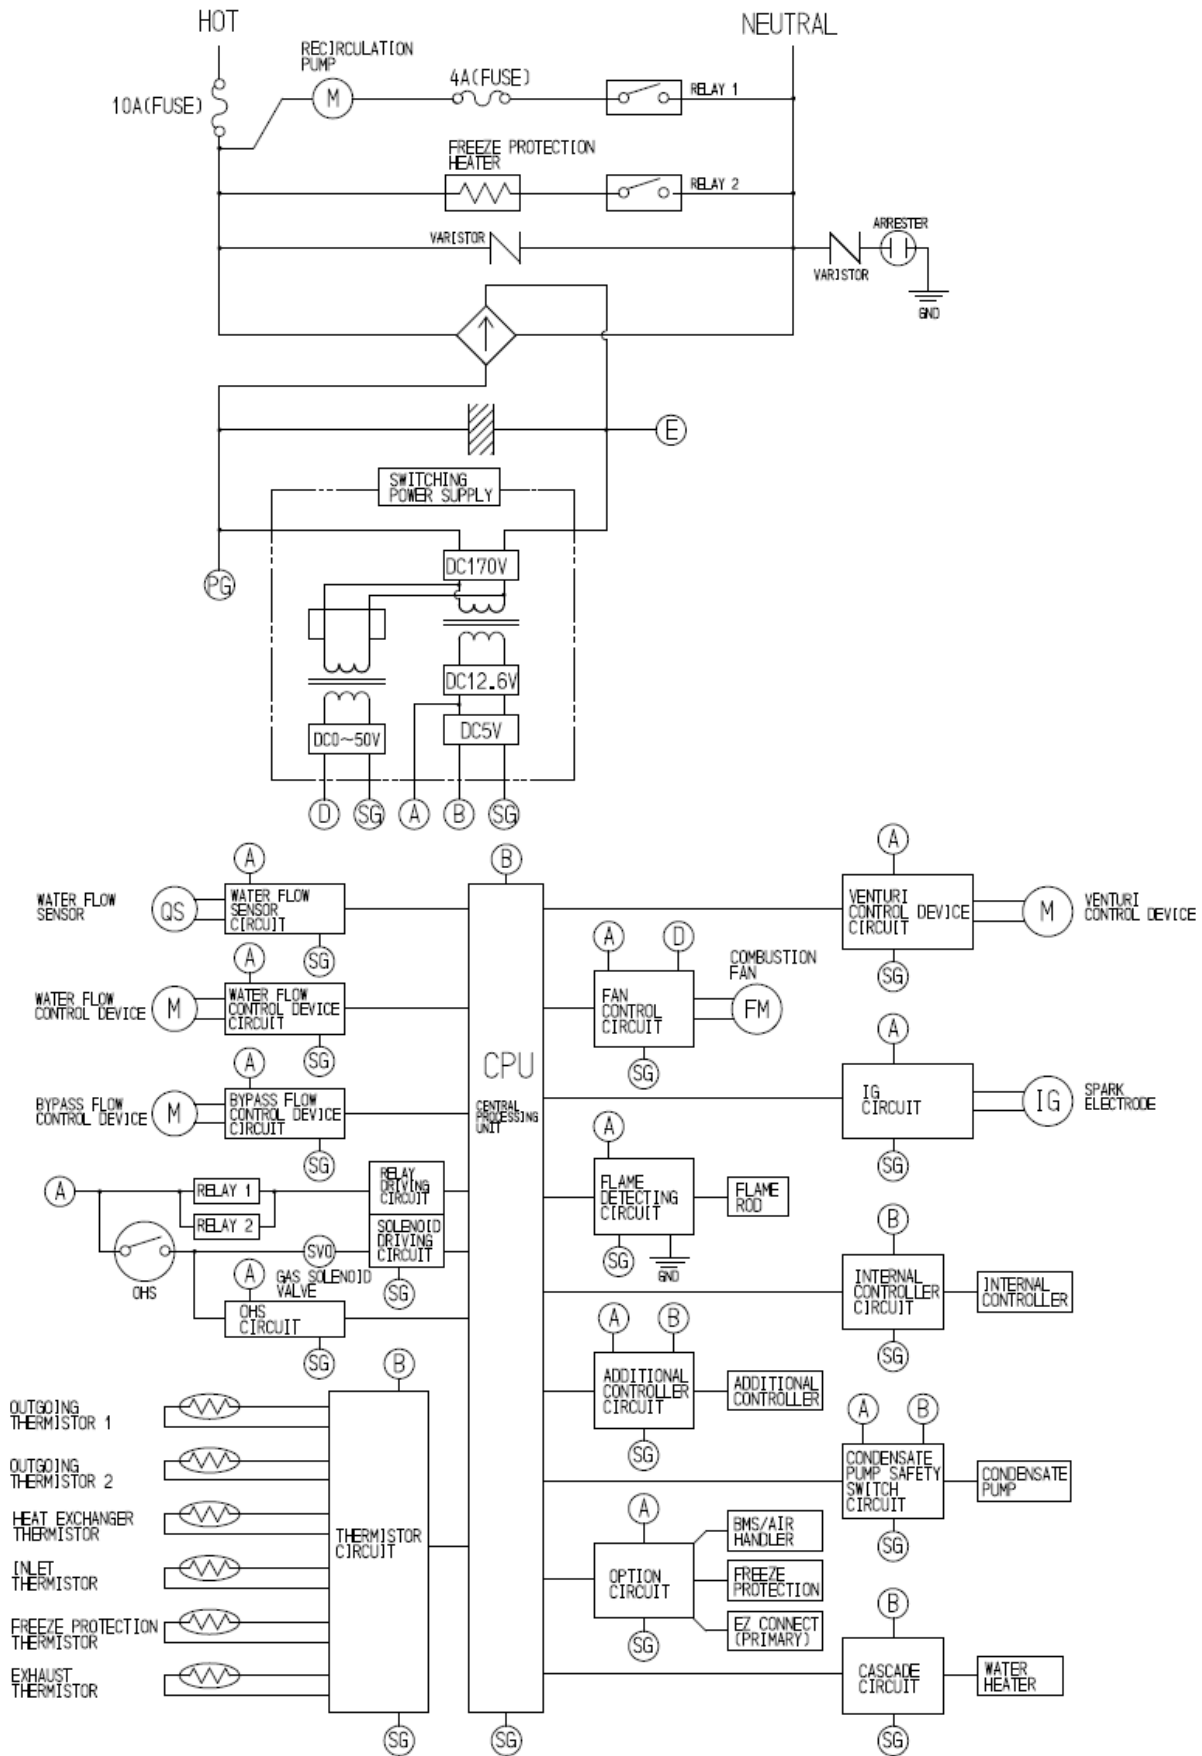 HOT
NEUTRAL
RECIRCULATION
PUMP
10A(FUSE)
M
4A(FUSE)
RELAY 1
FREEZE PROTECTION
HEATER
RELAY 2
VARISTOR
ARRESTER
VARISTOR
GND
E
SWITCHING
POWER SUPPLY
DC170V
PG
DC12.6V
DC5V
DC0~50V
D
SG
A
B
SG
A
WATER FLOW
SENSOR
QS
WATER FLOW
SENSOR
CIRCUIT
SG
A
WATER FLOW
CONTROL DEVICE
M
WATER FLOW
CONTROL DEVICE
CIRCUIT
SG
A
BYPASS FLOW
CONTROL DEVICE
M
BYPASS FLOW
CONTROL DEVICE
CIRCUIT
SG
A
RELAY 1
RELAY 2
RELAY
DRIVING
CIRCUIT
SOLENOID
DRIVING
CIRCUIT
SG
OHS
SV0
GAS SOLENOID
VALVE
A
OHS
CIRCUIT
SG
B
OUTGOING
THERMISTOR 1
OUTGOING
THERMISTOR 2
HEAT EXCHANGER
THERMISTOR
INLET
THERMISTOR
FREEZE PROTECTION
THERMISTOR
EXHAUST
THERMISTOR
THERMISTOR
CIRCUIT
SG
B
CPU
CENTRAL
PROCESSING
UNIT
SG
A
D
FAN
CONTROL
CIRCUIT
COMBUSTION
FAN
FM
SG
A
FLAME
DETECTING
CIRCUIT
FLAME
ROD
SG
GND
A
B
ADDITIONAL
CONTROLLER
CIRCUIT
ADDITIONAL
CONTROLLER
SG
A
OPTION
CIRCUIT
BMS/AIR
HANDLER
FREEZE
PROTECTION
EZ CONNECT
(PRIMARY)
SG
A
VENTURI
CONTROL DEVICE
CIRCUIT
M
VENTURI
CONTROL DEVICE
SG
A
IG
CIRCUIT
IG
SPARK
ELECTRODE
SG
B
INTERNAL
CONTROLLER
CIRCUIT
INTERNAL
CONTROLLER
SG
A
B
CONDENSATE
PUMP SAFETY
SWITCH
CIRCUIT
CONDENSATE
PUMP
SG
B
CASCADE
CIRCUIT
WATER
HEATER
SG